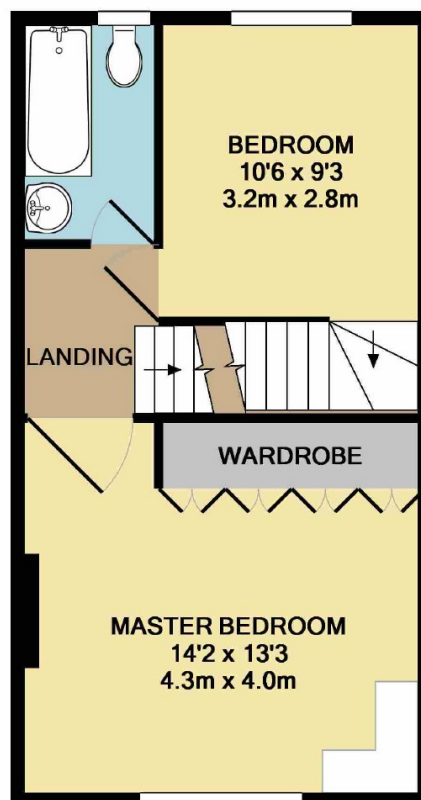 BEDROOM
10'6 x 9'3
3.2m x 2.8m
LANDING
WARDROBE
MASTER BEDROOM
14'2 x 13'3
4.3m x 4.0m